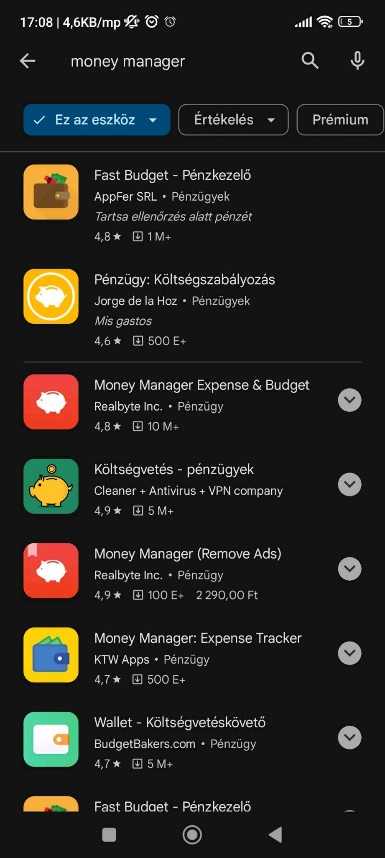 17:08 | 4,6KB/mp
5
money manager
Ez az eszköz
Értékelés
Prémium
Fast Budget - Pénzkezelő
AppFer SRL • Pénzügyek
Tartsa ellenőrzés alatt pénzét
4,8 ★ 1 M+
Pénzügy: Költségszabályozás
Jorge de la Hoz • Pénzügyek
Mis gastos
4,6 ★ 500 E+
Money Manager Expense & Budget
Realbyte Inc. • Pénzügy
4,8 ★ 10 M+
Költségvetés - pénzügyek
Cleaner + Antivirus + VPN company
4,9 ★ 5 M+
Money Manager (Remove Ads)
Realbyte Inc. • Pénzügy
4,9 ★ 100 E+ 2 290,00 Ft
Money Manager: Expense Tracker
KTW Apps • Pénzügy
4,7 ★ 500 E+
Wallet - Költségvetéskövető
BudgetBakers.com • Pénzügy
4,7 ★ 5 M+
Fast Budget - Pénzkezelő